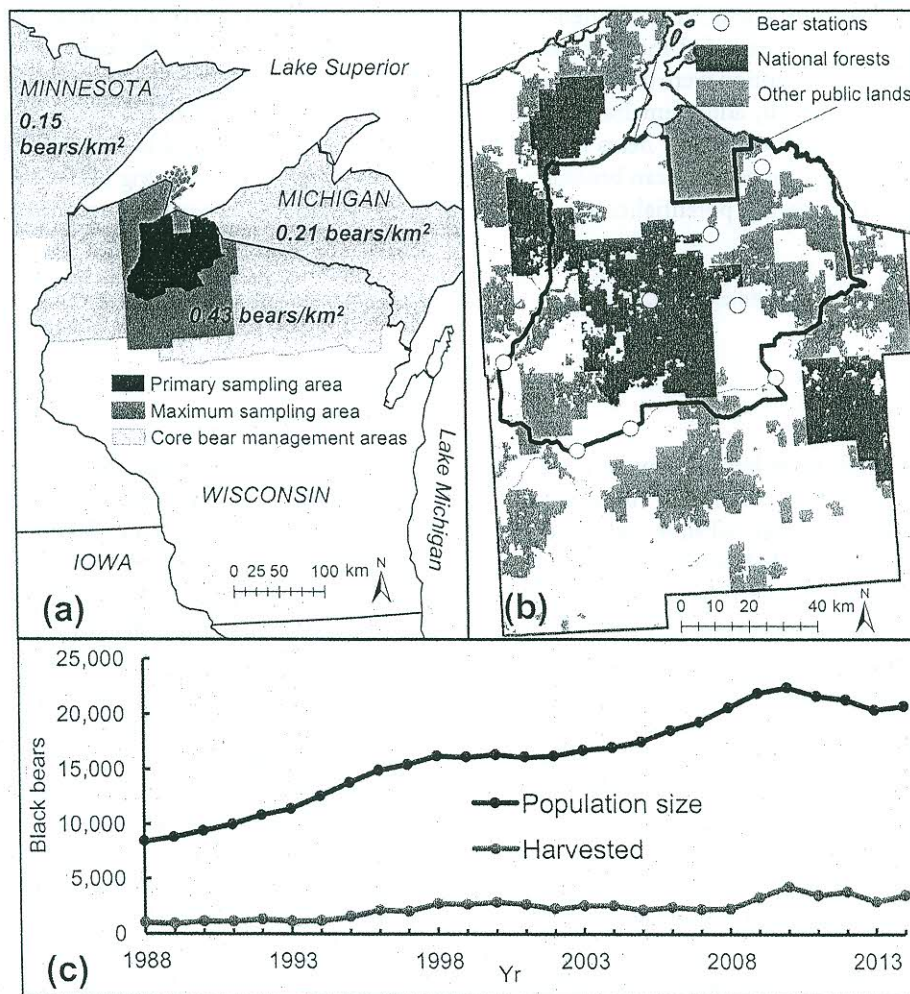 (a)
MINNESOTA
0.15
bears/km²
Lake Superior
MICHIGAN
0.21 bears/km²
0.43 bears/km²
Primary sampling area
Maximum sampling area
Core bear management areas
WISCONSIN
Lake Michigan
IOWA
0 25 50 100 km
N
(b)
Bear stations
National forests
Other public lands
0 10 20 40 km
N
25,000
20,000
15,000
10,000
5,000
0
Black bears
Population size
Harvested
1988 1993 1998 2003 2008 2013
Yr
(c)